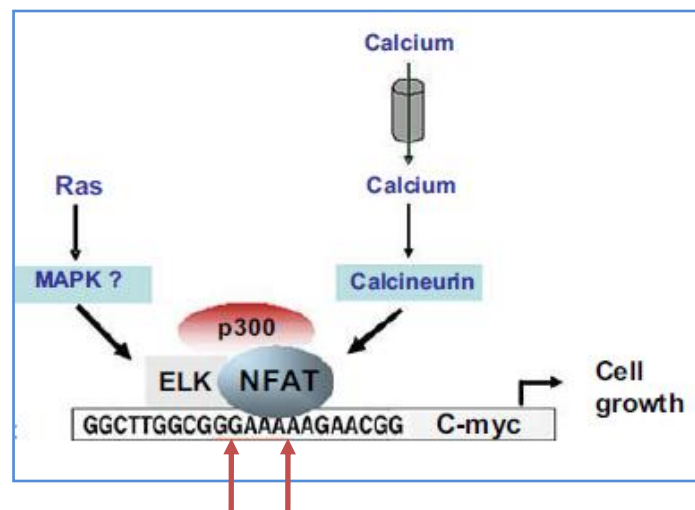 Calcium
Ras
Calcium
MAPK ?
Calcineurin
p300
ELK
NFAT
Cell
growth
GGCTTGGCGGGAAAAAGAACGG
C-myc